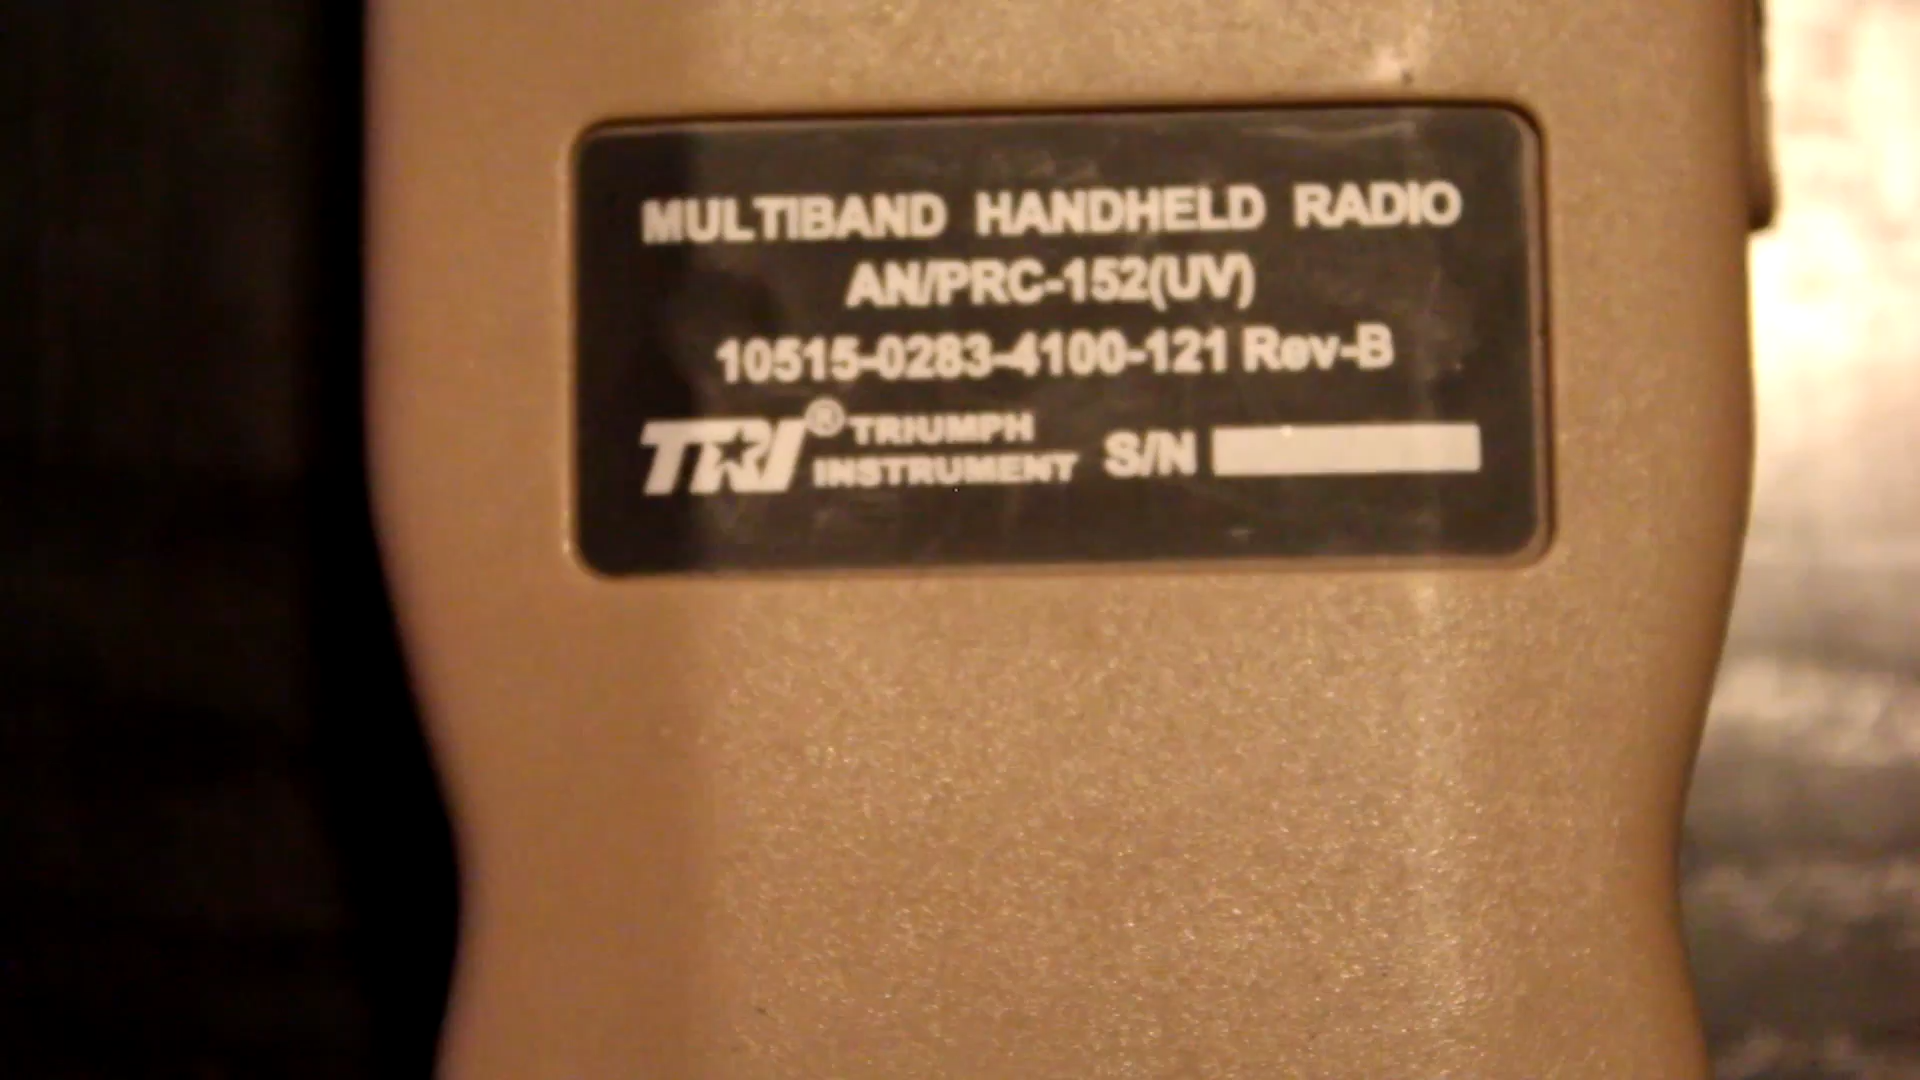 MULTIBAND HANDHELD RADIO
AN/PRC-152(UV)
10515-0283-4100-121 Rev-B
TRI® TRIUMPH
INSTRUMENT S/N